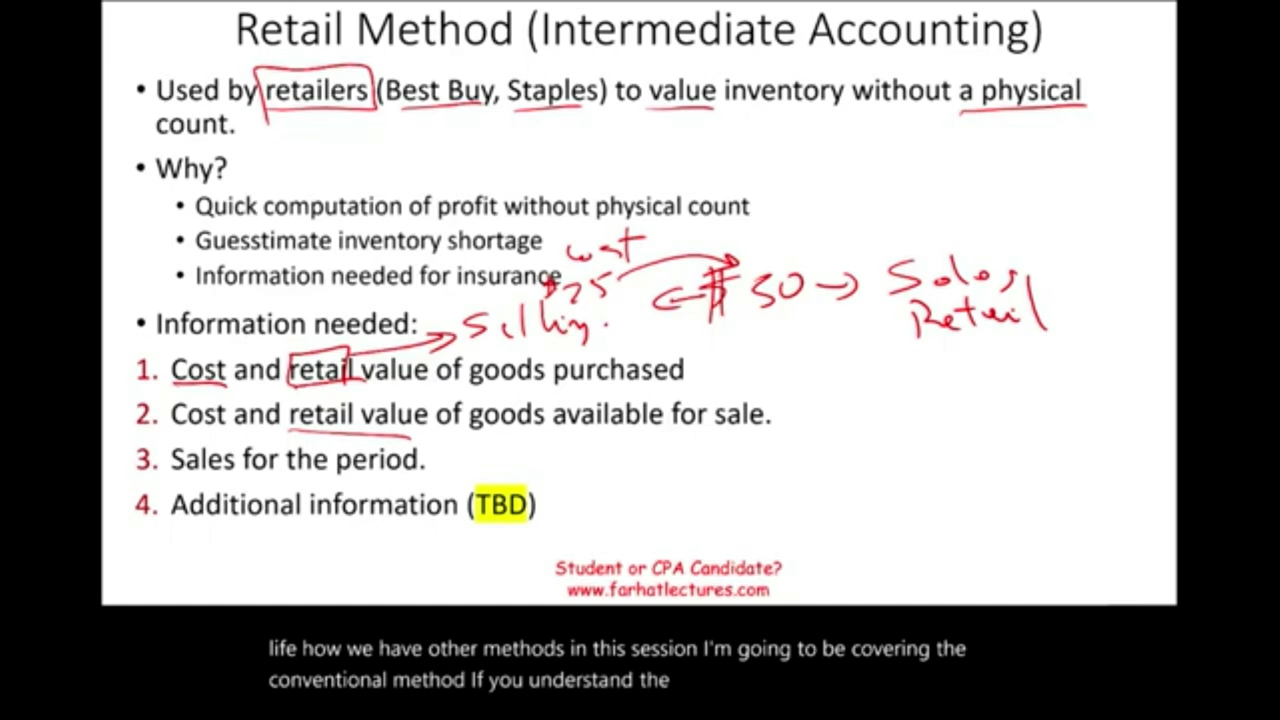 Retail Method (Intermediate Accounting)
• Used by retailers (Best Buy, Staples) to value inventory without a physical
count.
• Why?
• Quick computation of profit without physical count
• Guesstimate inventory shortage
cost
• Information needed for insurance
$25
$50 → Sales
Retail
• Information needed:
Selling
1. Cost and retail value of goods purchased
2. Cost and retail value of goods available for sale.
3. Sales for the period.
4. Additional information (TBD)
Student or CPA Candidate?
www.farhatlectures.com
life how we have other methods in this session I'm going to be covering the
conventional method If you understand the